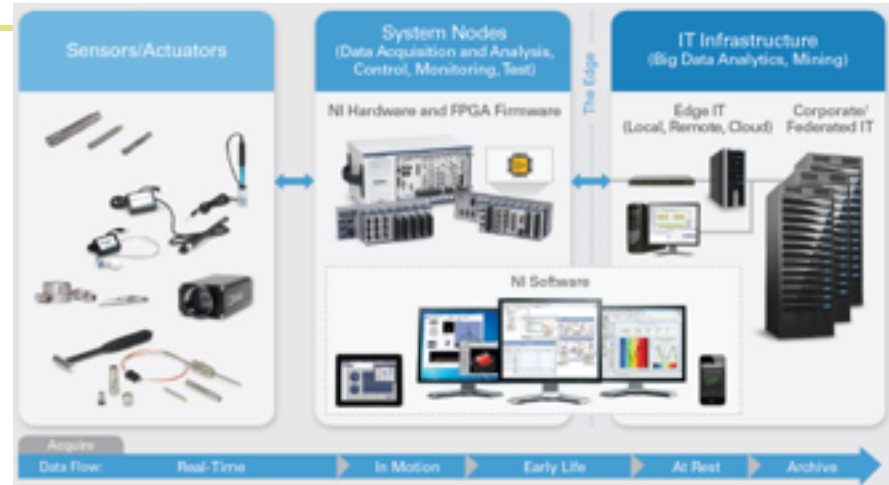 Sensors/Actuators
System Nodes
(Data Acquisition and Analysis,
Control, Monitoring, Test)
The Edge
IT Infrastructure
(Big Data Analytics, Mining)
NI Hardware and FPGA Firmware
Edge IT
(Local, Remote, Cloud)
Corporate/
Federated IT
NI Software
Acquire
Data Flow: Real-Time In Motion Early Life At Rest Archive